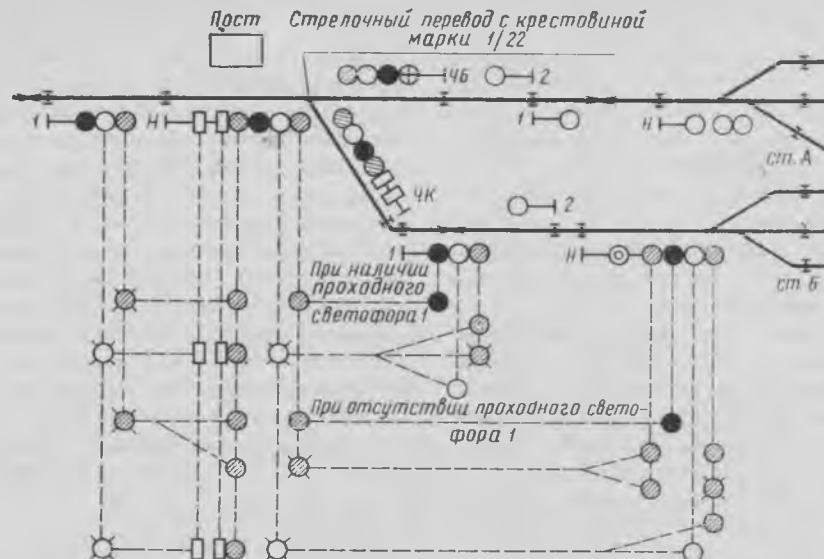 Пост
Стрелочный перевод с крестовиной
марки 1/22
ЧБ
2
1
Н
1
Н
ст. А
ЧК
2
1
Н
ст. Б
При наличии
проходного
светофора 1
При отсутствии проходного свето-
фора 1